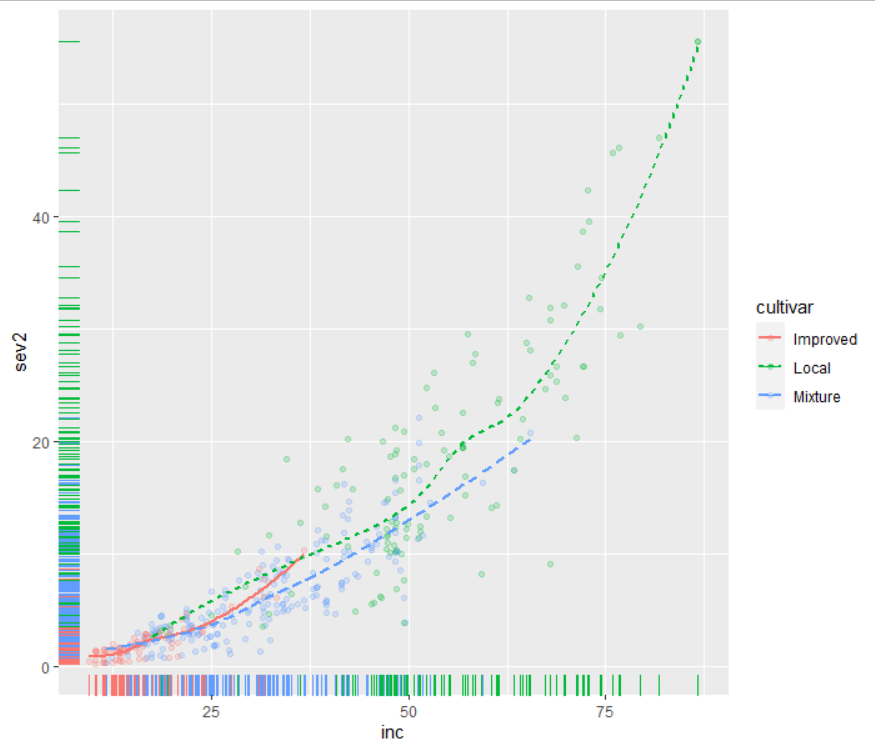 40
20
0
sev2
25
50
75
inc
cultivar
Improved
Local
Mixture